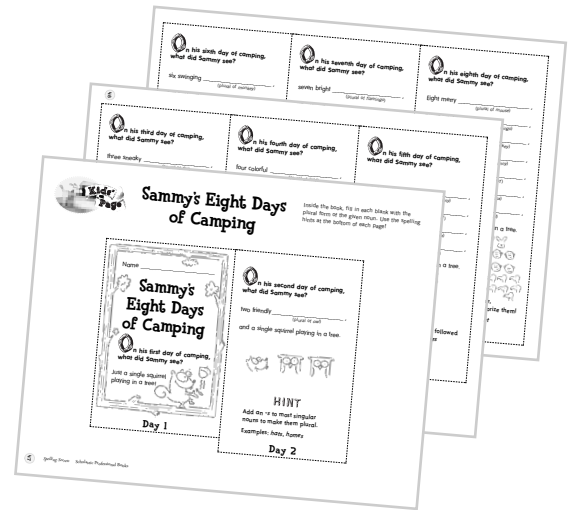 On his sixth day of camping,
what did Sammy see?
six swinging
(plural of monkey)
On his seventh day of camping,
what did Sammy see?
seven bright
On his eighth day of camping,
what did Sammy see?
Eight messy
(plural of mouse)
n a tree.
orize them!
On his third day of camping,
what did Sammy see?
three sneaky
On his fourth day of camping,
what did Sammy see?
four colorful
On his fifth day of camping,
what did Sammy see?
n a tree.
followed
Kids'
Page
Sammy's Eight Days
of Camping
Inside the book, fill in each blank with the
plural form of the given noun. Use the spelling
hints at the bottom of each page!
Name
Sammy's
Eight Days
of Camping
On his first day of camping,
what did Sammy see?
Just a single squirrel
playing in a tree!
Day 1
On his second day of camping,
what did Sammy see?
two friendly
(plural of owl)
and a single squirrel playing in a tree.
HINT
Add an -s to most singular
nouns to make them plural.
Examples: hats, homes
Day 2
Scholastic Professional Books